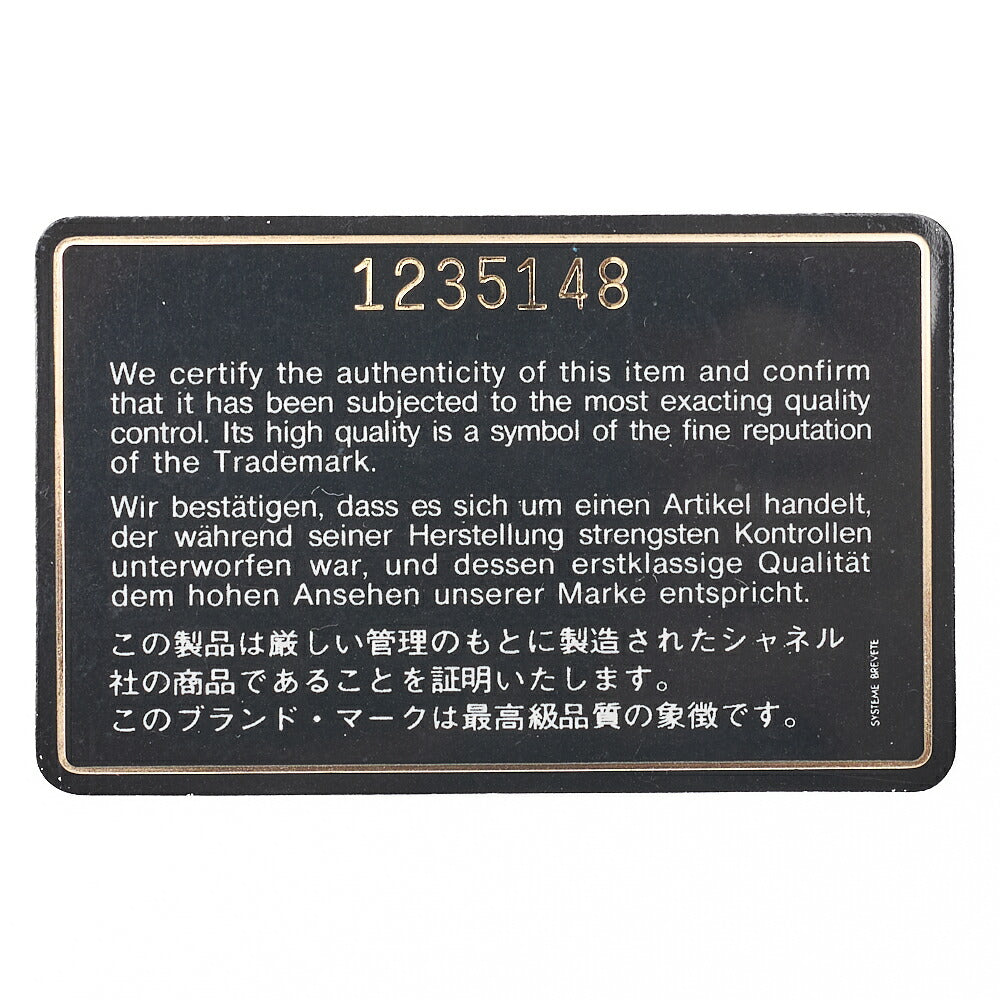 1235148
We certify the authenticity of this item and confirm
that it has been subjected to the most exacting quality
control. Its high quality is a symbol of the fine reputation
of the Trademark.
Wir bestätigen, dass es sich um einen Artikel handelt,
der während seiner Herstellung strengsten Kontrollen
unterworfen war, und dessen erstklassige Qualität
dem hohen Ansehen unserer Marke entspricht.
この製品は厳しい管理のもとに製造されたシャネル
社の商品であることを証明いたします。
このブランド・マークは最高級品質の象徴です。
SYSTEME BREVETE